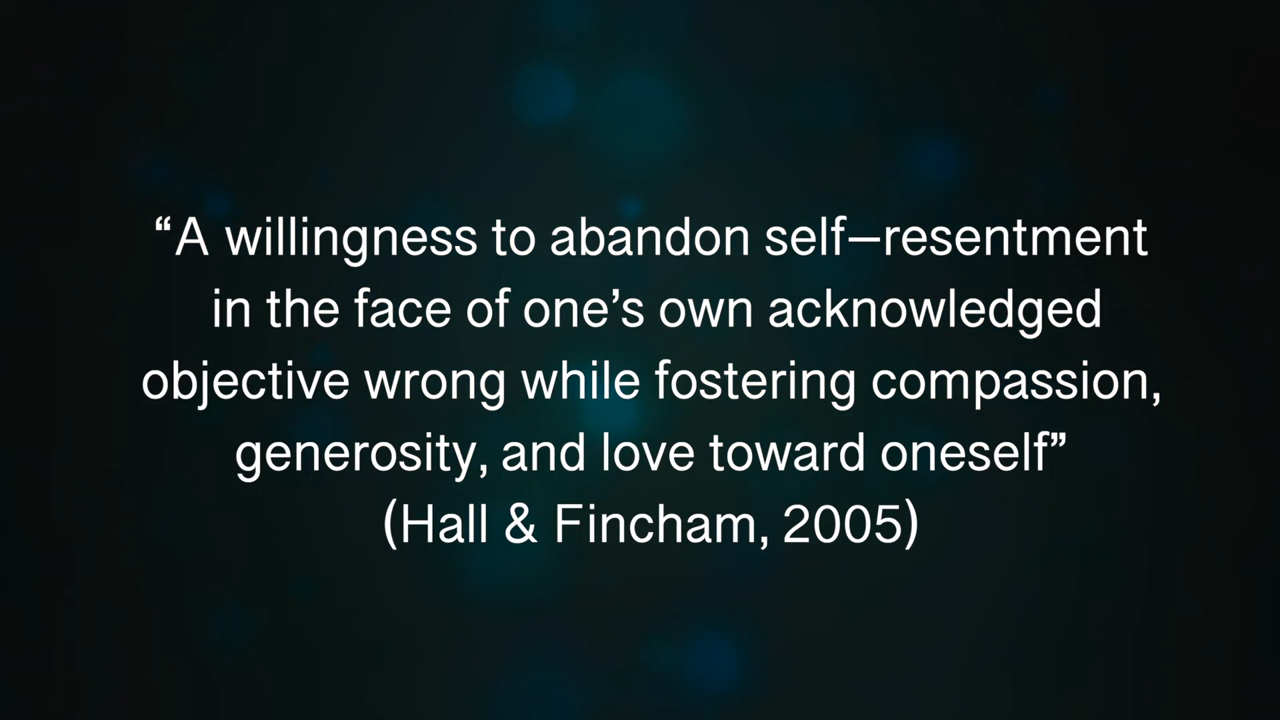 “A willingness to abandon self–resentment
in the face of one’s own acknowledged
objective wrong while fostering compassion,
generosity, and love toward oneself”
(Hall & Fincham, 2005)